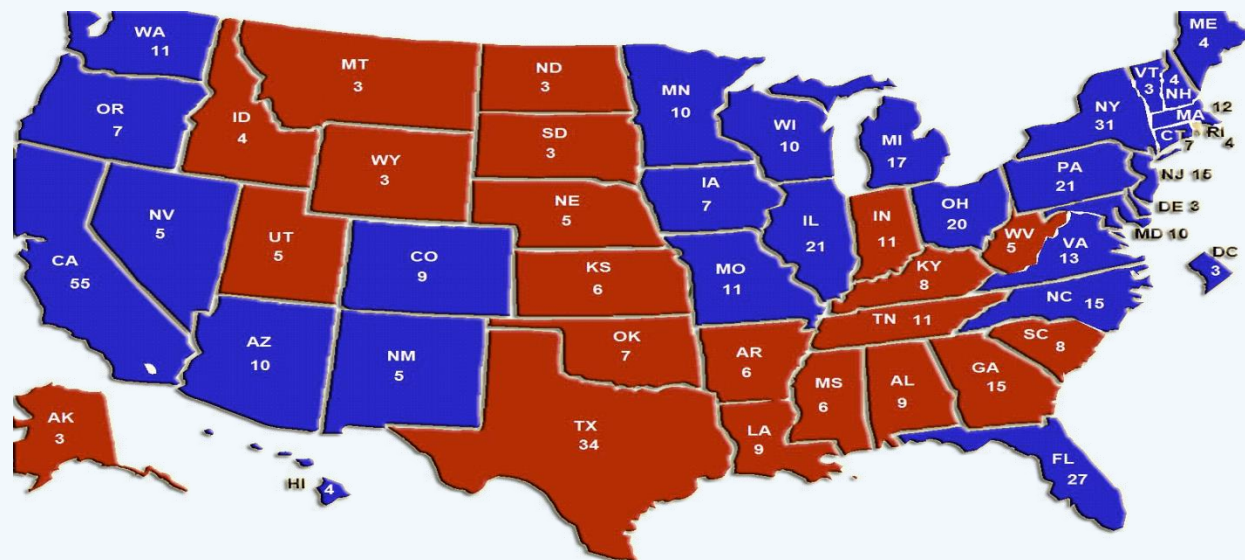 WA
11
OR
7
CA
55
NV
5
ID
4
MT
3
WY
3
UT
5
AZ
10
CO
9
NM
5
ND
3
SD
3
NE
5
KS
6
OK
7
TX
34
MN
10
IA
7
MO
11
AR
6
LA
9
WI
10
IL
21
MI
17
IN
11
OH
20
KY
8
TN 11
MS
6
AL
9
GA
15
SC
8
NC 15
VA
13
WV
5
PA
21
NY
31
VT
3
4
NH
ME
4
12
MA
CT
7
RI
4
NJ 15
DE 3
MD 10
DC
3
FL
27
AK
3
HI
4